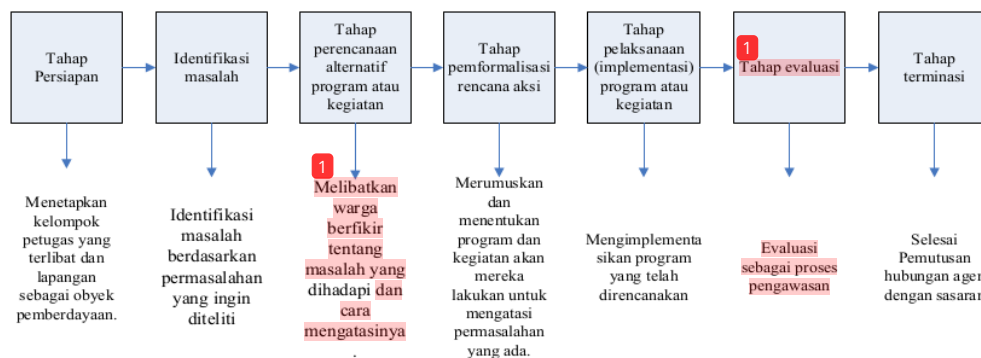 Tahap
Persiapan
Identifikasi
masalah
Tahap
perencanaan
alternatif
program atau
kegiatan
Tahap
pemformalisasi
rencana aksi
Tahap
pelaksanaan
(implementasi)
program atau
kegiatan
1
Tahap evaluasi
Tahap
terminasi
Menetapkan
kelompok
petugas yang
terlibat dan
lapangan
sebagai obyek
pemberdayaan.
Identifikasi
masalah
berdasarkan
permasalahan
yang ingin
diteliti
1
Melibatkan
warga
berfikir
tentang
masalah yang
dihadapi dan
cara
mengatasinya
.
Merumuskan
dan
menentukan
program dan
kegiatan akan
mereka
lakukan untuk
mengatasi
permasalahan
yang ada.
Mengimplementa
sikan program
yang telah
direncanakan
Evaluasi
sebagai proses
pengawasan
Selesai
Pemutusan
hubungan agen
dengan sasaran